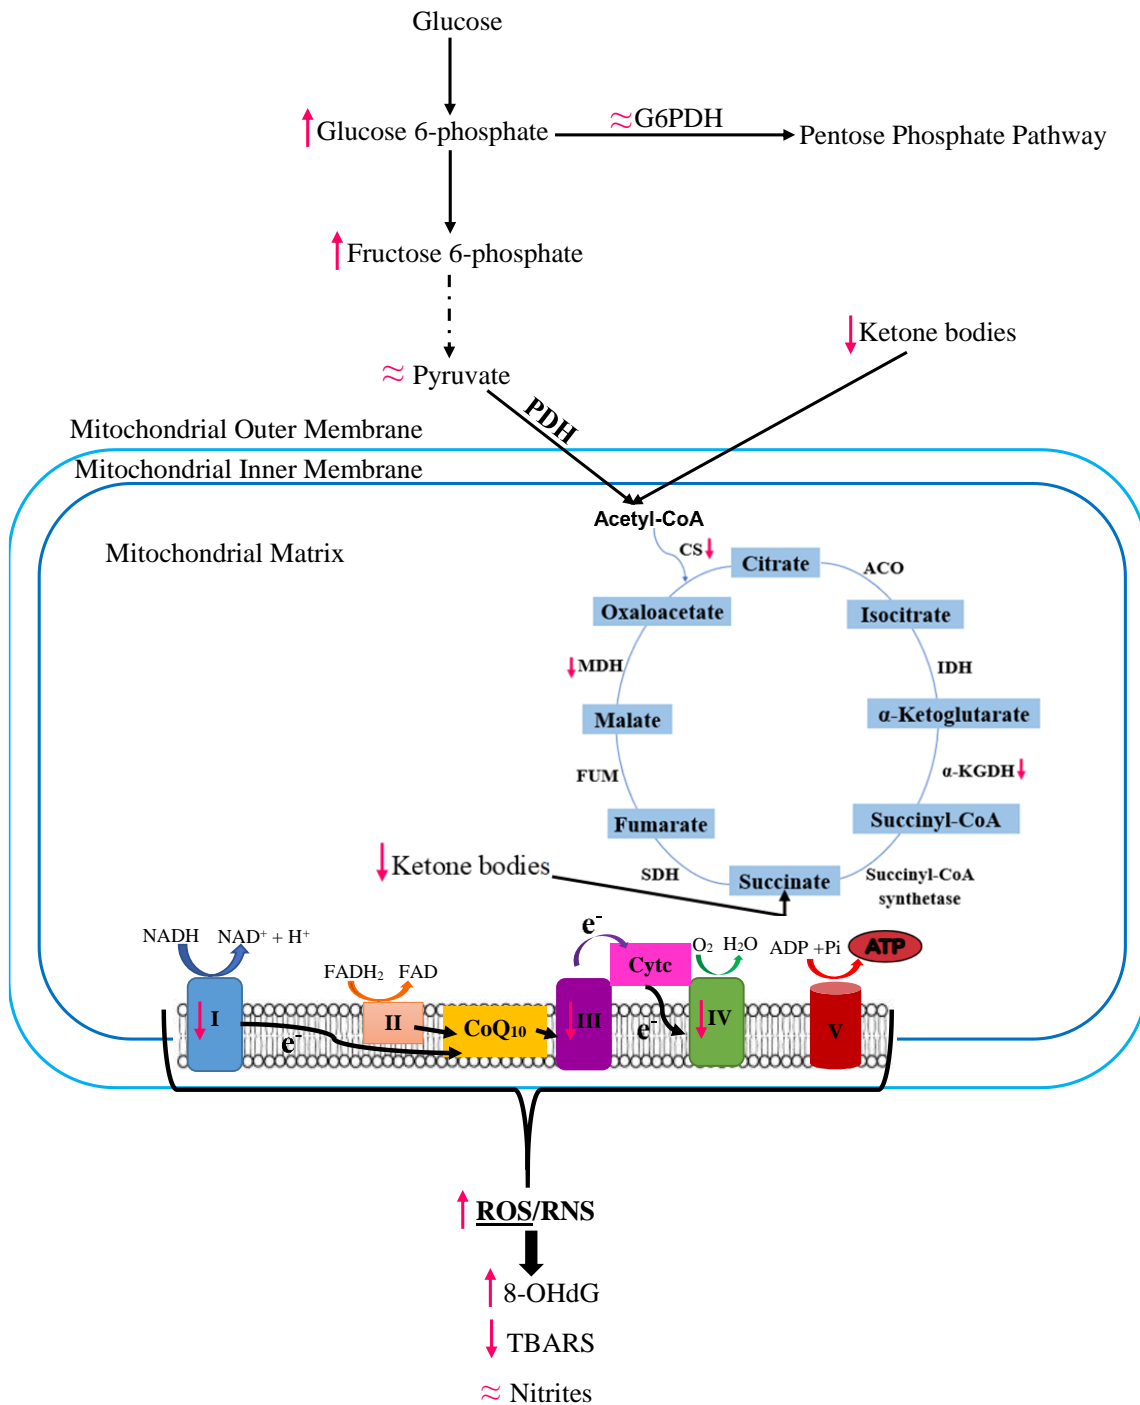 Glucose
Glucose 6-phosphate
≈G6PDH
Pentose Phosphate Pathway
Fructose 6-phosphate
Ketone bodies
≈ Pyruvate
PDH
Mitochondrial Outer Membrane
Mitochondrial Inner Membrane
Acetyl-CoA
Mitochondrial Matrix
CS
Citrate
ACO
Oxaloacetate
Isocitrate
MDH
IDH
Malate
α-Ketoglutarate
FUM
α-KGDH
Fumarate
Succinyl-CoA
Ketone bodies
SDH
Succinate
Succinyl-CoA
synthetase
NADH
NAD⁺ + H⁺
e⁻
O₂
H₂O
ADP +Pi
ATP
FADH₂
FAD
Cytc
I
II
CoQ₁₀
III
IV
V
e⁻
e⁻
ROS/RNS
8-OHdG
TBARS
≈ Nitrites